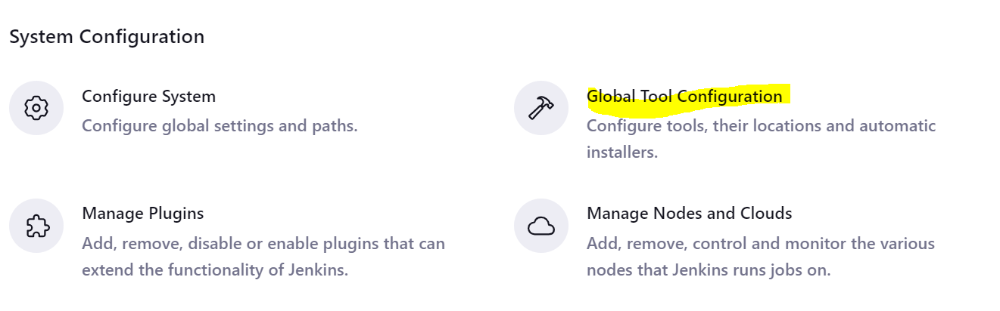 System Configuration
Configure System
Configure global settings and paths.
Global Tool Configuration
Configure tools, their locations and automatic
installers.
Manage Plugins
Add, remove, disable or enable plugins that can
extend the functionality of Jenkins.
Manage Nodes and Clouds
Add, remove, control and monitor the various
nodes that Jenkins runs jobs on.